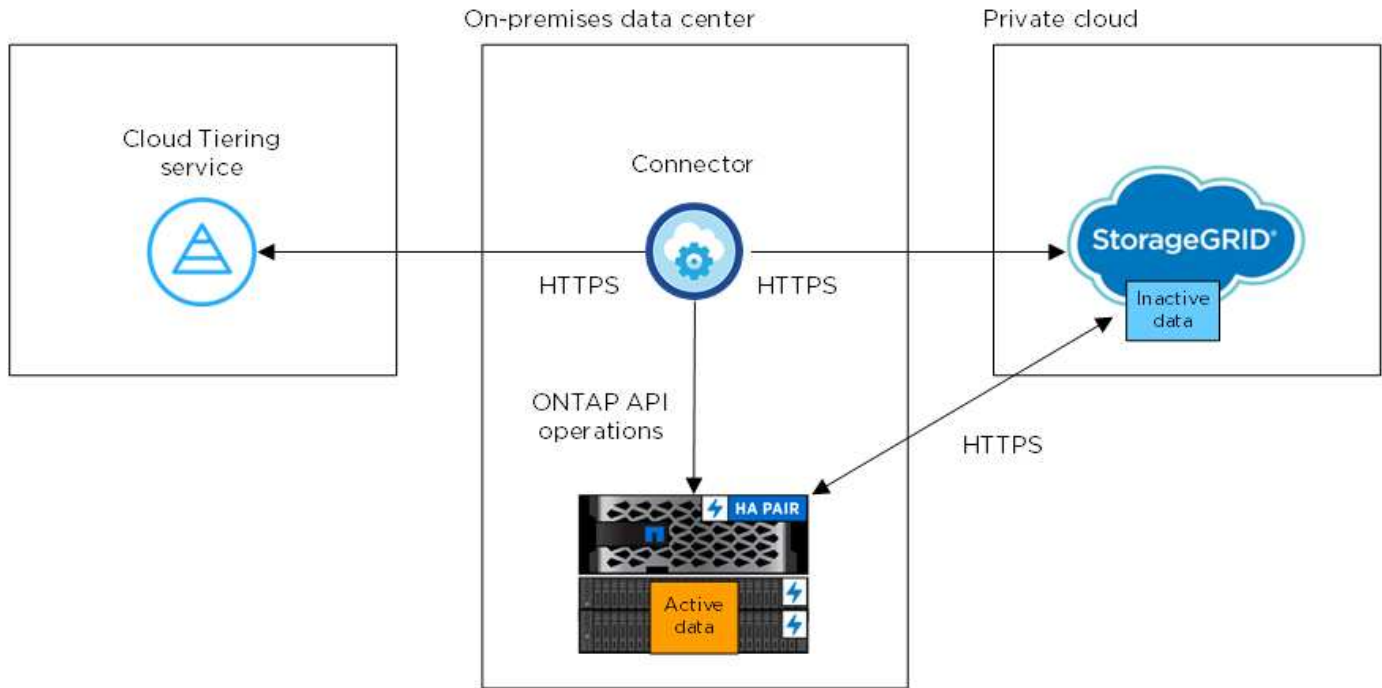 On-premises data center
Private cloud
Cloud Tiering
service
Connector
StorageGRID®
Inactive
data
HTTPS
HTTPS
ONTAP API
operations
HTTPS
HA PAIR
Active
data